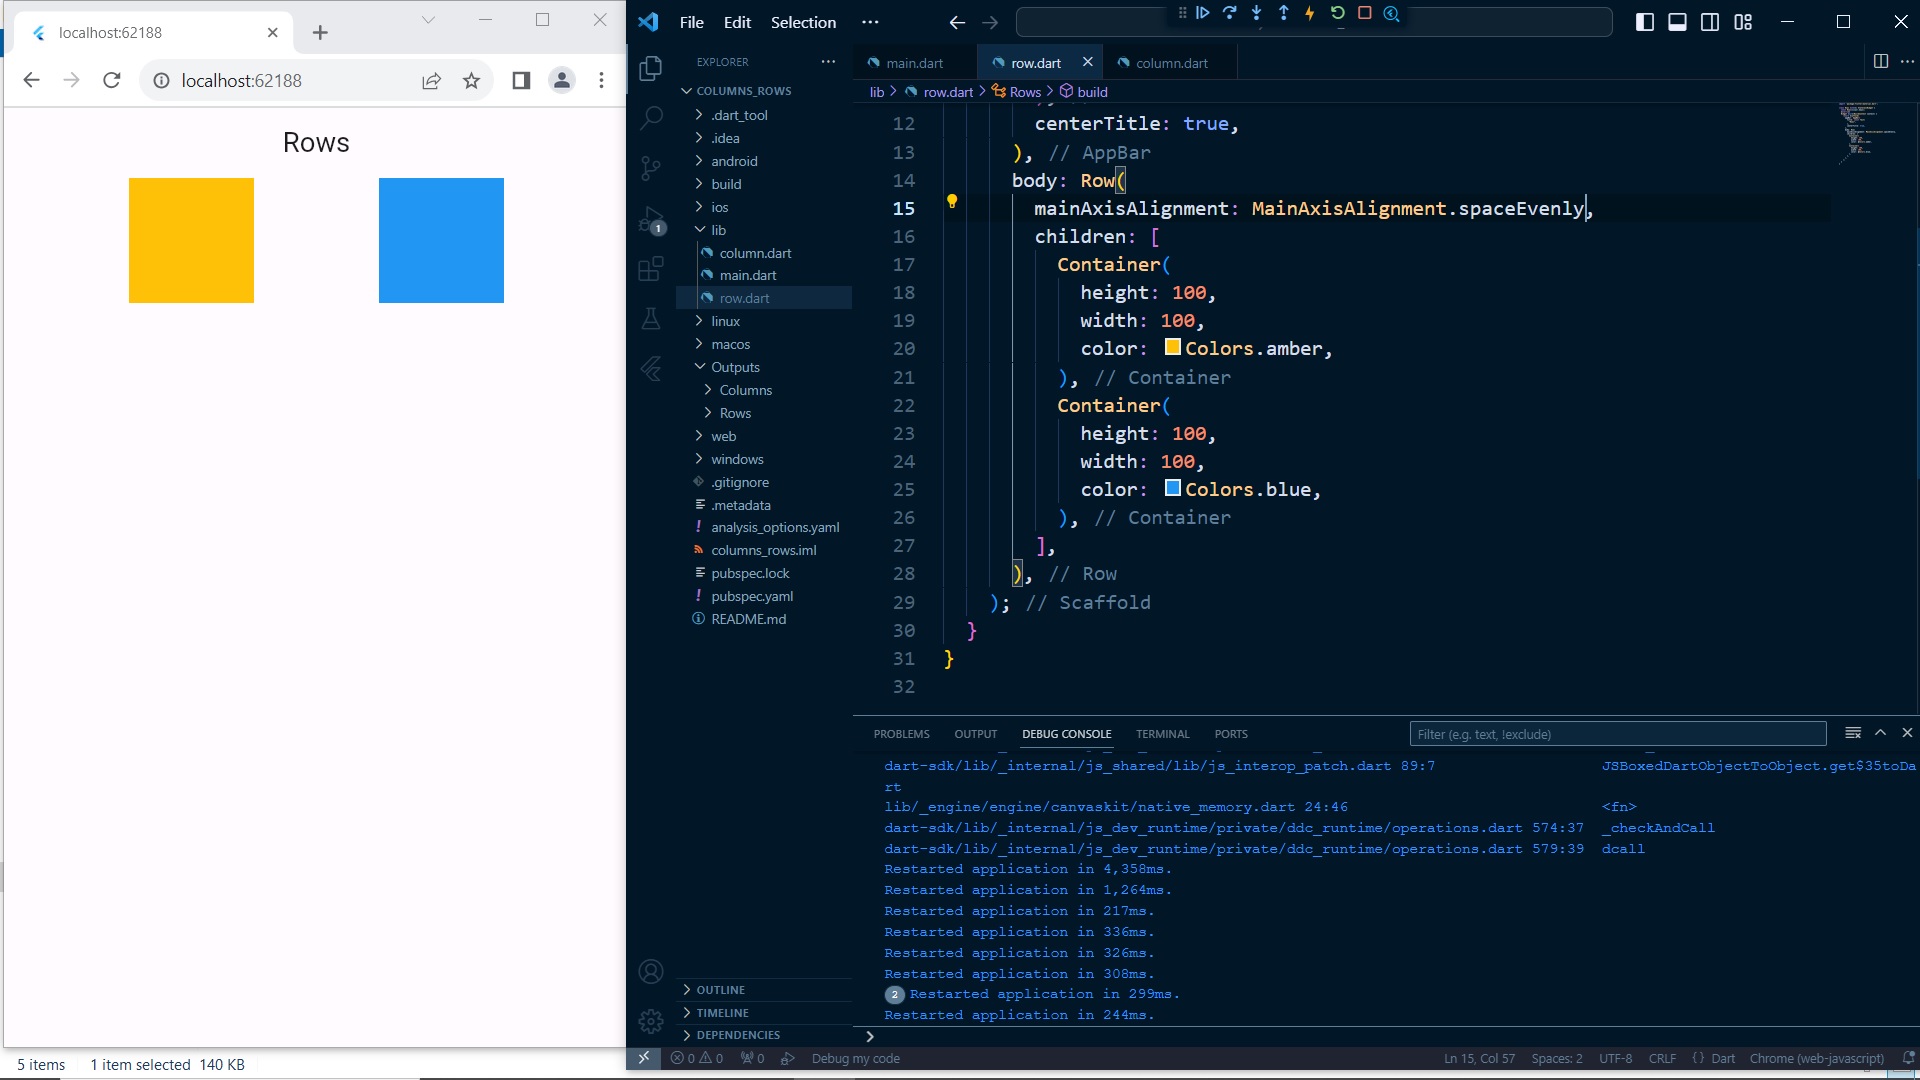 localhost:62188
localhost:62188
Rows
5 items 1 item selected 140 KB
File Edit Selection ···
EXPLORER
COLUMNS_ROWS
.dart_tool
.idea
android
build
ios
lib
column.dart
main.dart
row.dart
linux
macos
Outputs
Columns
Rows
web
windows
.gitignore
.metadata
! analysis_options.yaml
columns_rows.iml
pubspec.lock
! pubspec.yaml
README.md
OUTLINE
TIMELINE
DEPENDENCIES
1
main.dart row.dart column.dart
lib > row.dart > Rows > build
12 centerTitle: true,
13 ), // AppBar
14 body: Row(
15 mainAxisAlignment: MainAxisAlignment.spaceEvenly,
16 children: [
17 Container(
18 height: 100,
19 width: 100,
20 color: Colors.amber,
21 ), // Container
22 Container(
23 height: 100,
24 width: 100,
25 color: Colors.blue,
26 ), // Container
27 ],
28 ), // Row
29 ); // Scaffold
30 }
31 }
32
PROBLEMS OUTPUT DEBUG CONSOLE TERMINAL PORTS
Filter (e.g. text, !exclude)
dart-sdk/lib/_internal/js_shared/lib/js_interop_patch.dart 89:7 JSBoxedDartObjectToObject.get$35toDa
rt
lib/_engine/engine/canvaskit/native_memory.dart 24:46 <fn>
dart-sdk/lib/_internal/js_dev_runtime/private/ddc_runtime/operations.dart 574:37 _checkAndCall
dart-sdk/lib/_internal/js_dev_runtime/private/ddc_runtime/operations.dart 579:39 dcall
Restarted application in 4,358ms.
Restarted application in 1,264ms.
Restarted application in 217ms.
Restarted application in 336ms.
Restarted application in 326ms.
Restarted application in 308ms.
2 Restarted application in 299ms.
Restarted application in 244ms.
0 0 0 Debug my code
Ln 15, Col 57 Spaces: 2 UTF-8 CRLF {} Dart Chrome (web-javascript)